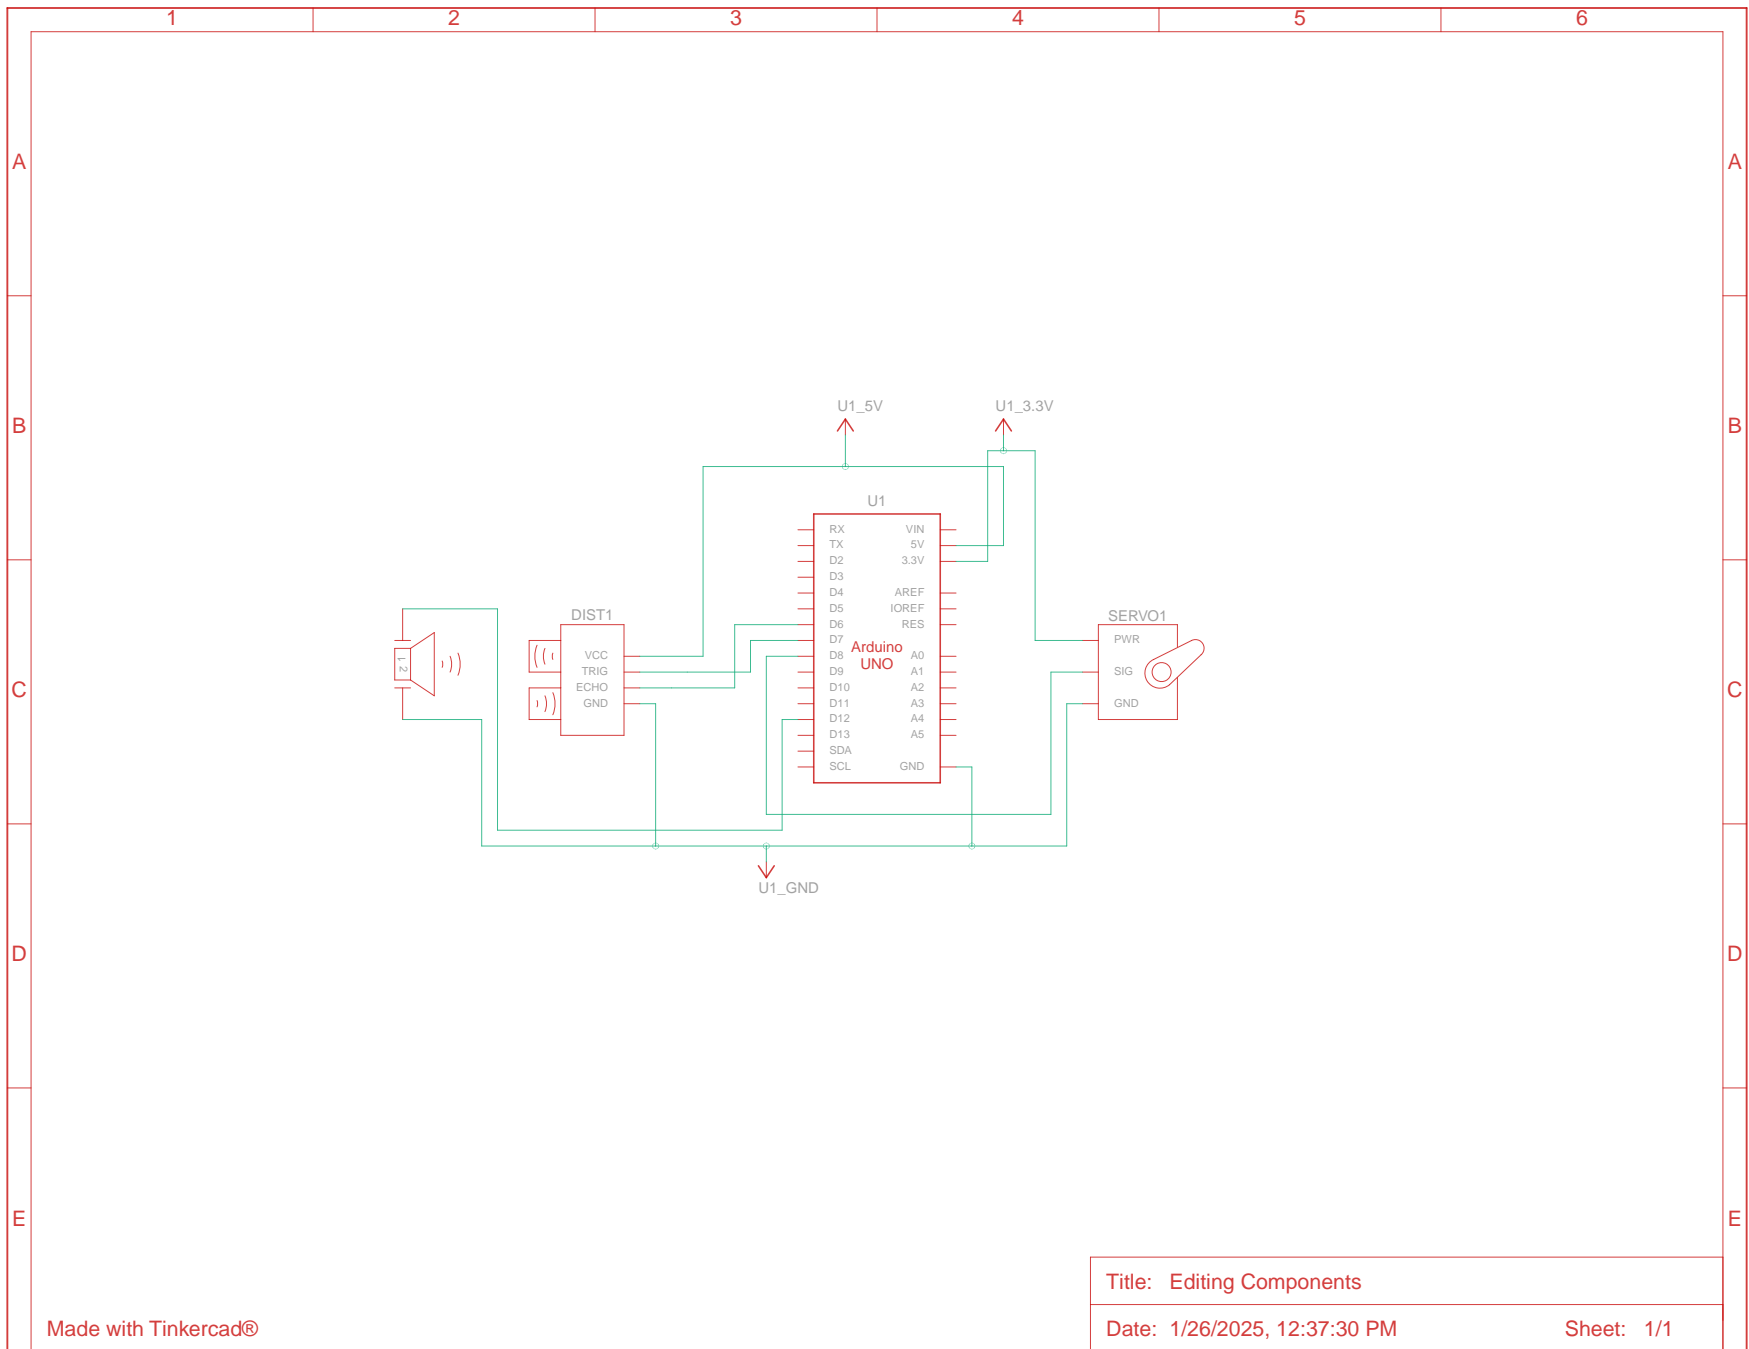 1 2 3 4 5 6
A A
B B
C C
D D
E E
U1_5V U1_3.3V
U1
RX VIN
TX 5V
D2 3.3V
D3
D4 AREF
D5 IOREF
D6 RES
D7
D8 A0
D9 A1
D10 A2
D11 A3
D12 A4
D13 A5
SDA
SCL GND
Arduino
UNO
1 2
DIST1
VCC
TRIG
ECHO
GND
SERVO1
PWR
SIG
GND
U1_GND
Title: Editing Components
Made with Tinkercad®
Date: 1/26/2025, 12:37:30 PM Sheet: 1/1